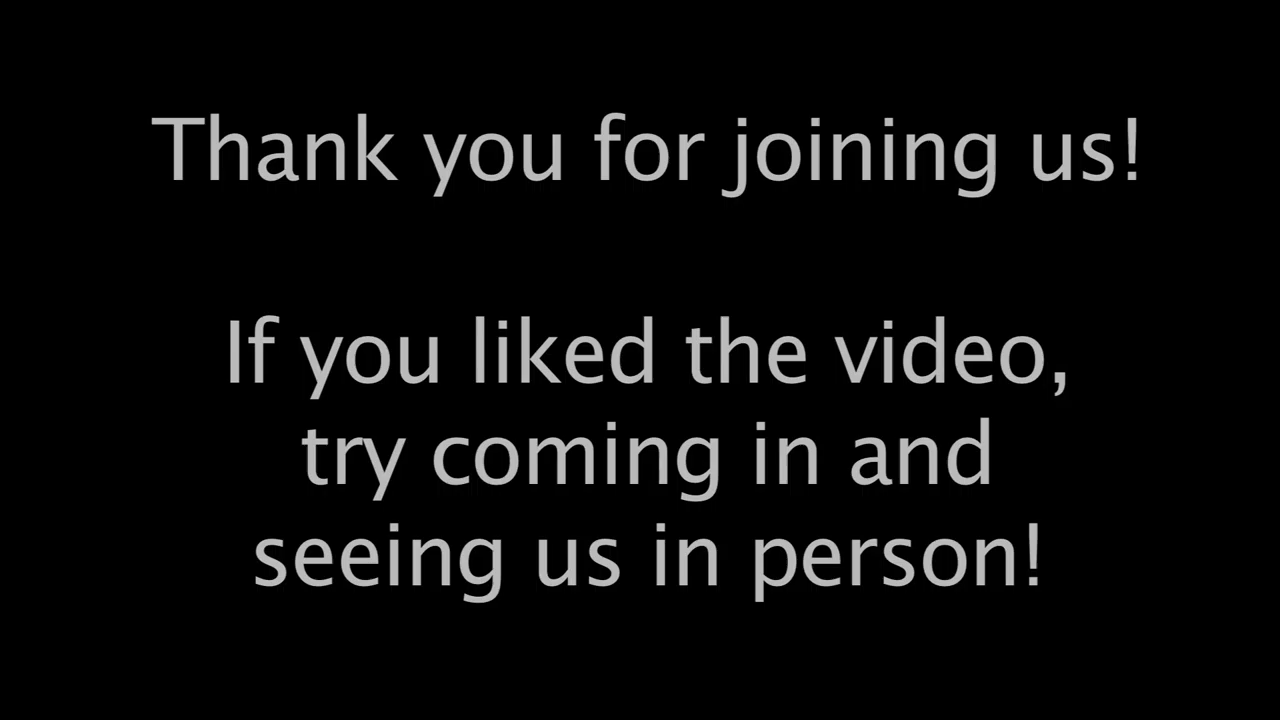 Thank you for joining us!
If you liked the video,
try coming in and
seeing us in person!